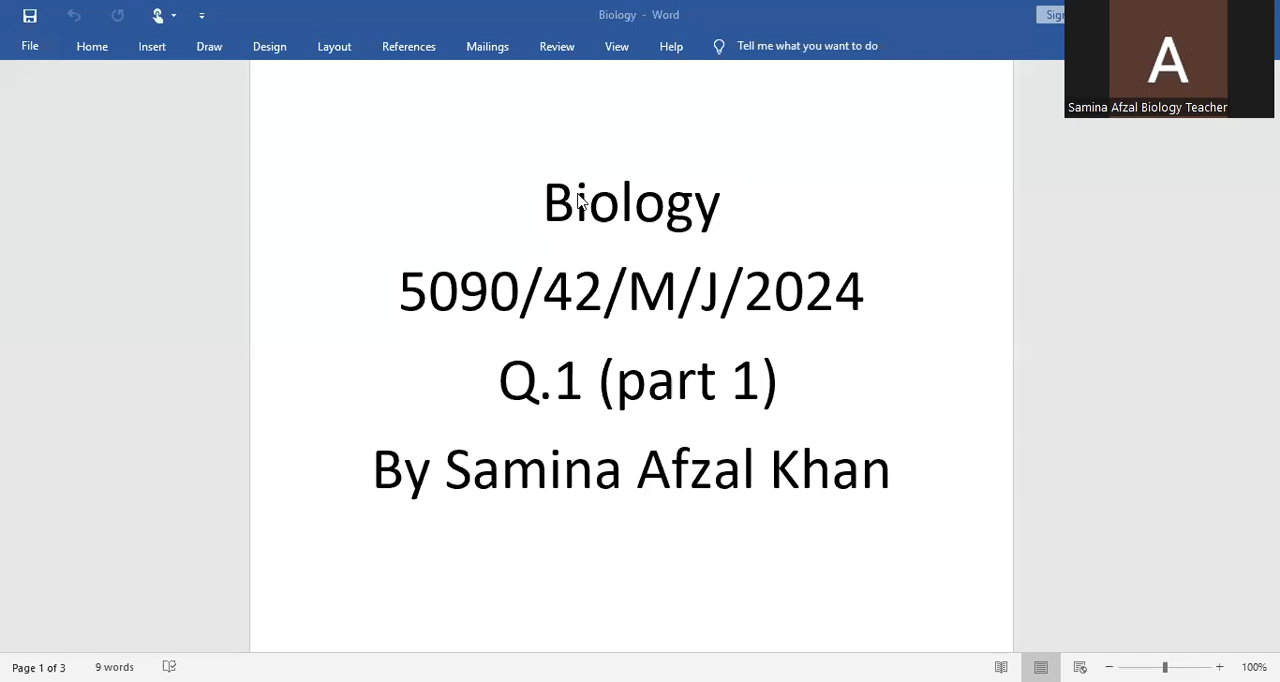 Biology - Word
Sig
File Home Insert Draw Design Layout References Mailings Review View Help Tell me what you want to do
A
Samina Afzal Biology Teacher
Biology
5090/42/M/J/2024
Q.1 (part 1)
By Samina Afzal Khan
Page 1 of 3 9 words 100%